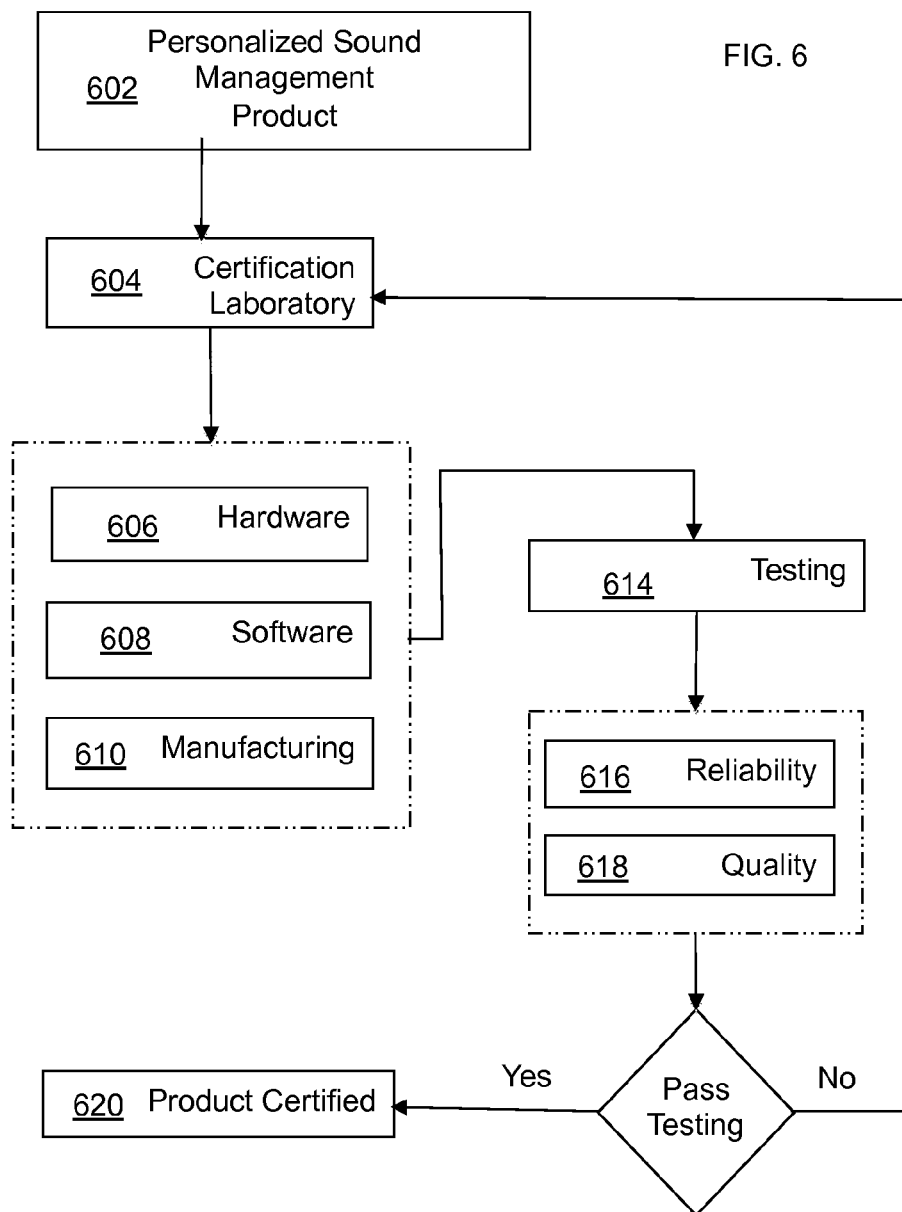 FIG. 6
Personalized Sound
Management
Product
602
604
Certification
Laboratory
606 Hardware
608 Software
610 Manufacturing
614 Testing
616 Reliability
618 Quality
Pass
Testing
Yes
No
620 Product Certified